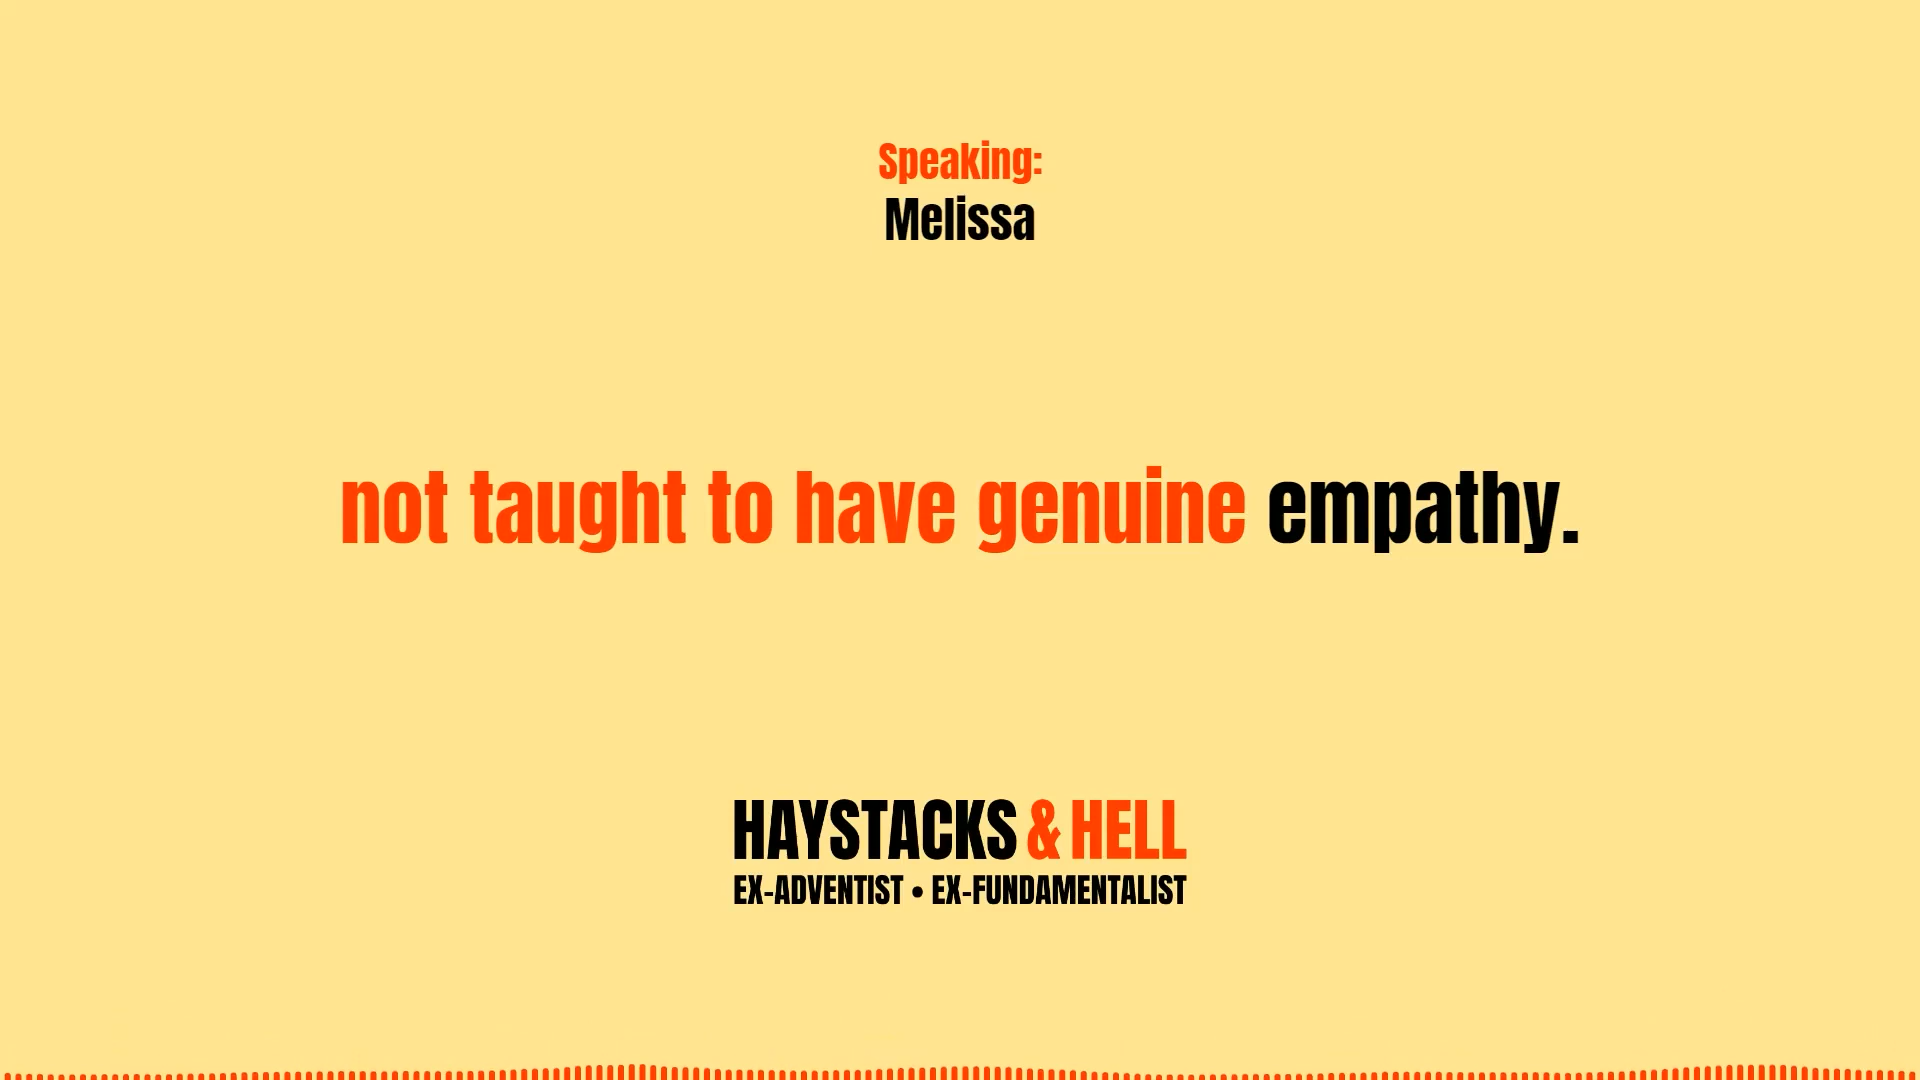 Speaking:
Melissa
not taught to have genuine empathy.
HAYSTACKS & HELL
EX-ADVENTIST • EX-FUNDAMENTALIST